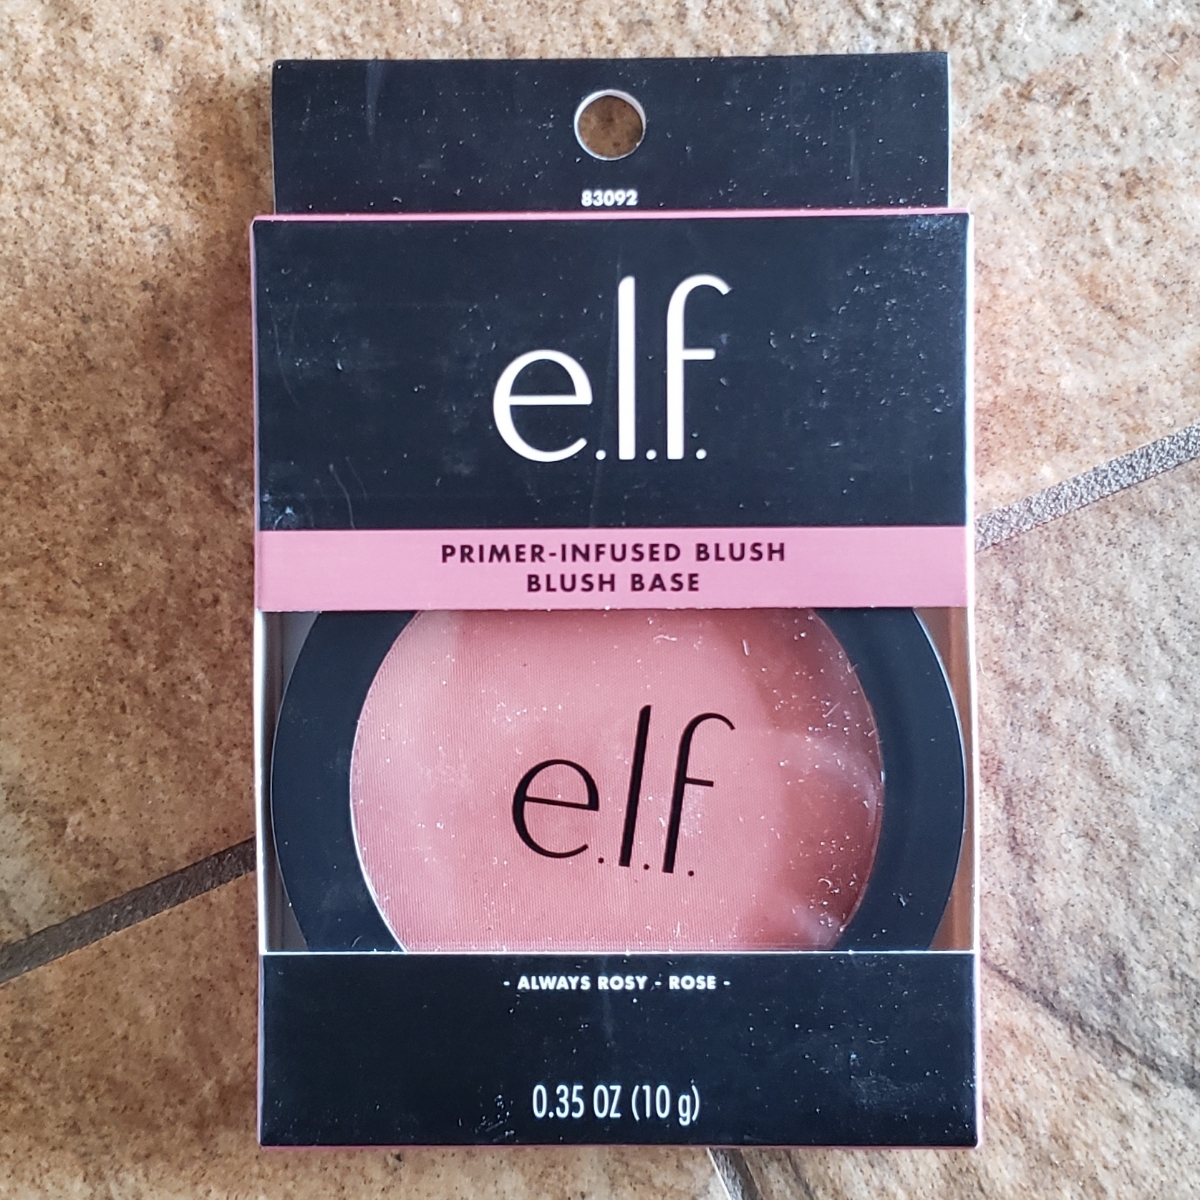 83092
e.l.f.
PRIMER-INFUSED BLUSH
BLUSH BASE
e.l.f.
- ALWAYS ROSY - ROSE -
0.35 OZ (10 g)